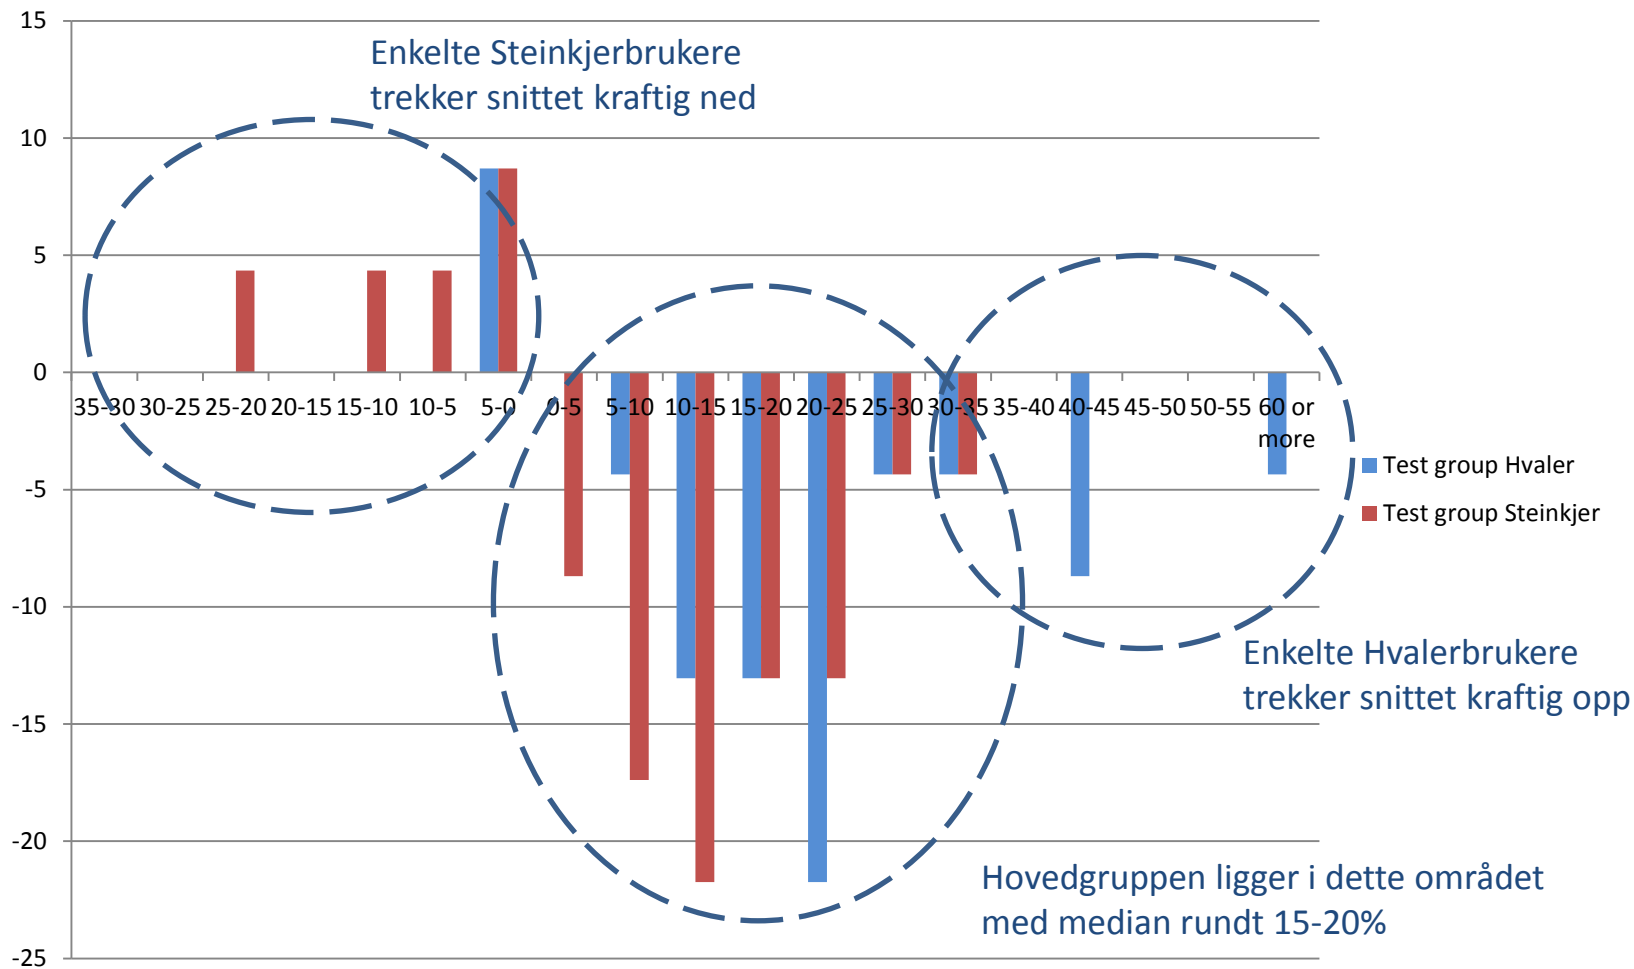 15
Enkelte Steinkjerbrukere
trekker snittet kraftig ned
10
5
0
35-30 30-25 25-20 20-15 15-10 10-5 5-0 0-5 5-10 10-15 15-20 20-25 25-30 30-35 35-40 40-45 45-50 50-55 60 or
more
Test group Hvaler
-5
Test group Steinkjer
-10
Enkelte Hvalerbrukere
trekker snittet kraftig opp
-15
-20
Hovedgruppen ligger i dette området
med median rundt 15-20%
-25